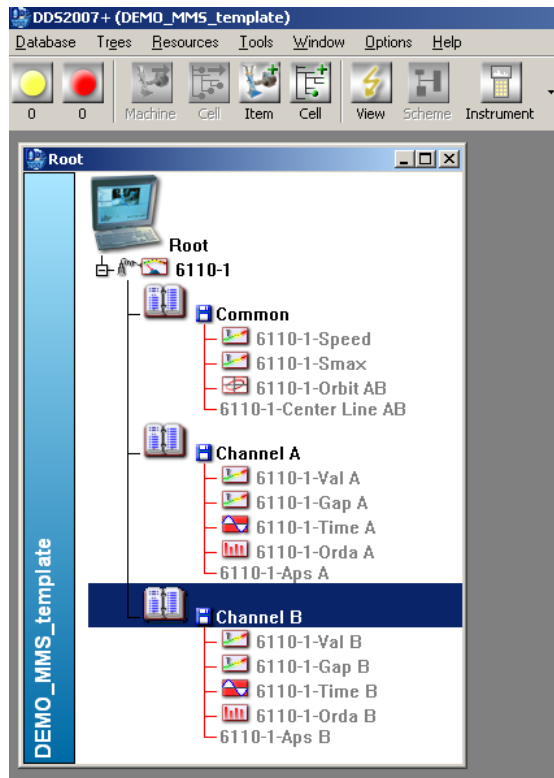 DDS2007+ (DEMO_MMS_template)
Database Trees Resources Tools Window Options Help
0 0 Machine Cell Item Cell View Scheme Instrument
Root
DEMO_MMS_template
Root
6110-1
Common
6110-1-Speed
6110-1-Smax
6110-1-Orbit AB
6110-1-Center Line AB
Channel A
6110-1-Val A
6110-1-Gap A
6110-1-Time A
6110-1-Orda A
6110-1-Aps A
Channel B
6110-1-Val B
6110-1-Gap B
6110-1-Time B
6110-1-Orda B
6110-1-Aps B